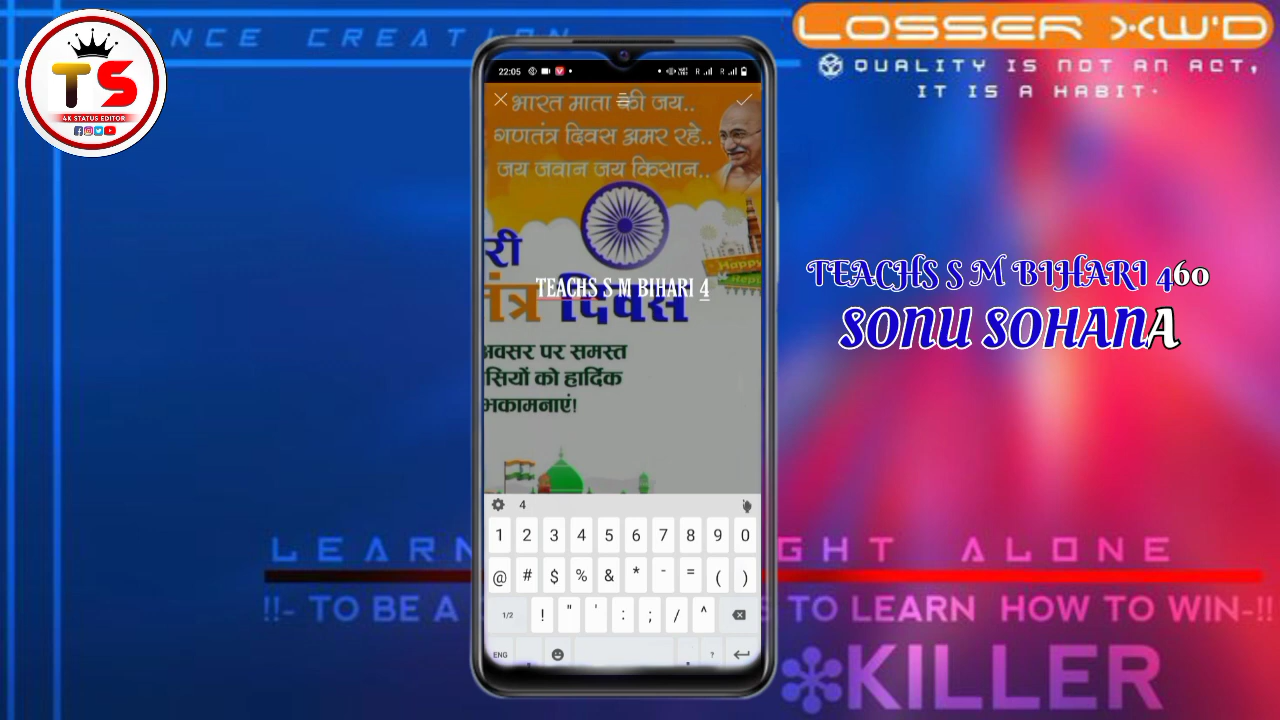 TS
4K STATUS EDITOR
NCE CREATION
LOSSER XW'D
QUALITY IS NOT AN ACT,
IT IS A HABIT.
22:05
भारत माता की जय..
गणतंत्र दिवस अमर रहे..
जय जवान जय किसान..
री
Happy
तंत्र दिवस
TEACHS S M BIHARI 4
अवसर पर समस्त
सियों को हार्दिक
भकामनाएं!
TEACHS S M BIHARI 460
SONU SOHANA
4
1 2 3 4 5 6 7 8 9 0
@ # $ % & * - = ( )
1/2 ! " ' : ; / ^
ENG . ?
LEARN GHT ALONE
!!- TO BE A TO LEARN HOW TO WIN-!!
KILLER